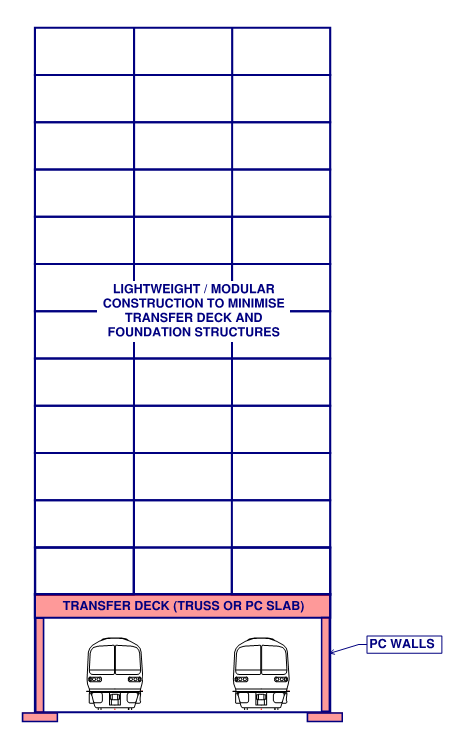 LIGHTWEIGHT / MODULAR
CONSTRUCTION TO MINIMISE
TRANSFER DECK AND
FOUNDATION STRUCTURES
TRANSFER DECK (TRUSS OR PC SLAB)
PC WALLS